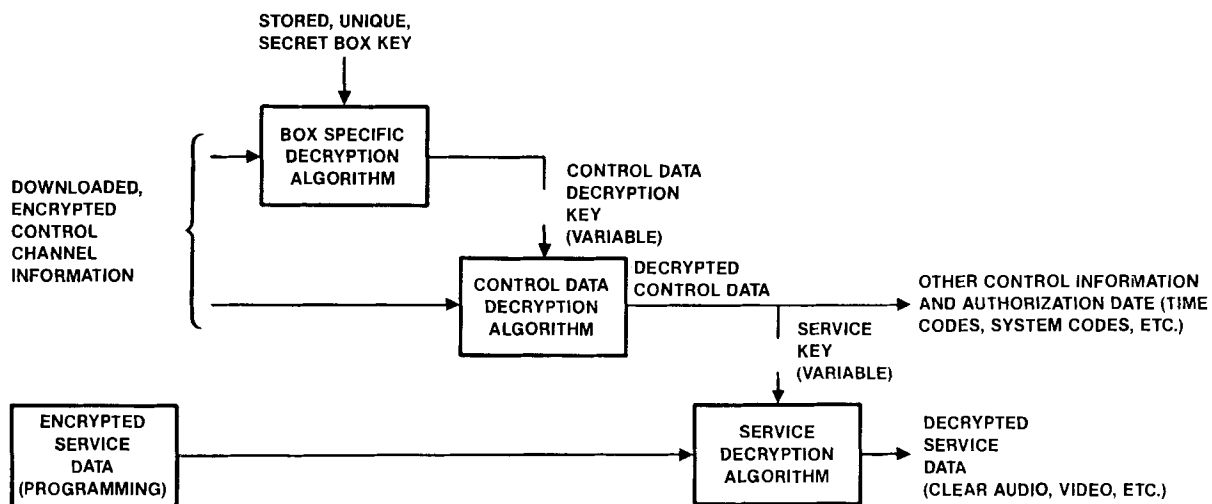 STORED, UNIQUE,
SECRET BOX KEY
BOX SPECIFIC
DECRYPTION
ALGORITHM
DOWNLOADED,
ENCRYPTED
CONTROL
CHANNEL
INFORMATION
CONTROL DATA
DECRYPTION
KEY
(VARIABLE)
CONTROL DATA
DECRYPTION
ALGORITHM
DECRYPTED
CONTROL DATA
OTHER CONTROL INFORMATION
AND AUTHORIZATION DATE (TIME
CODES, SYSTEM CODES, ETC.)
SERVICE
KEY
(VARIABLE)
ENCRYPTED
SERVICE
DATA
(PROGRAMMING)
SERVICE
DECRYPTION
ALGORITHM
DECRYPTED
SERVICE
DATA
(CLEAR AUDIO, VIDEO, ETC.)